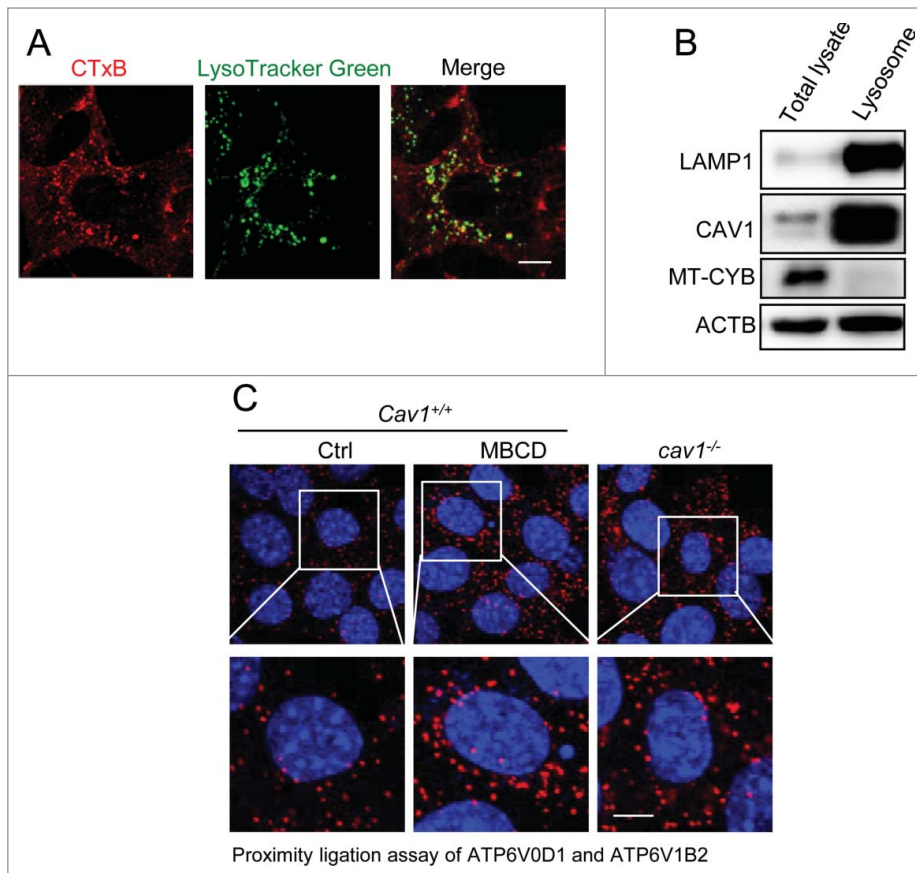 A
CTxB
LysoTracker Green
Merge
B
Total lysate
Lysosome
LAMP1
CAV1
MT-CYB
ACTB
C
Cav1+/+
Ctrl
MBCD
cav1-/-
Proximity ligation assay of ATP6V0D1 and ATP6V1B2